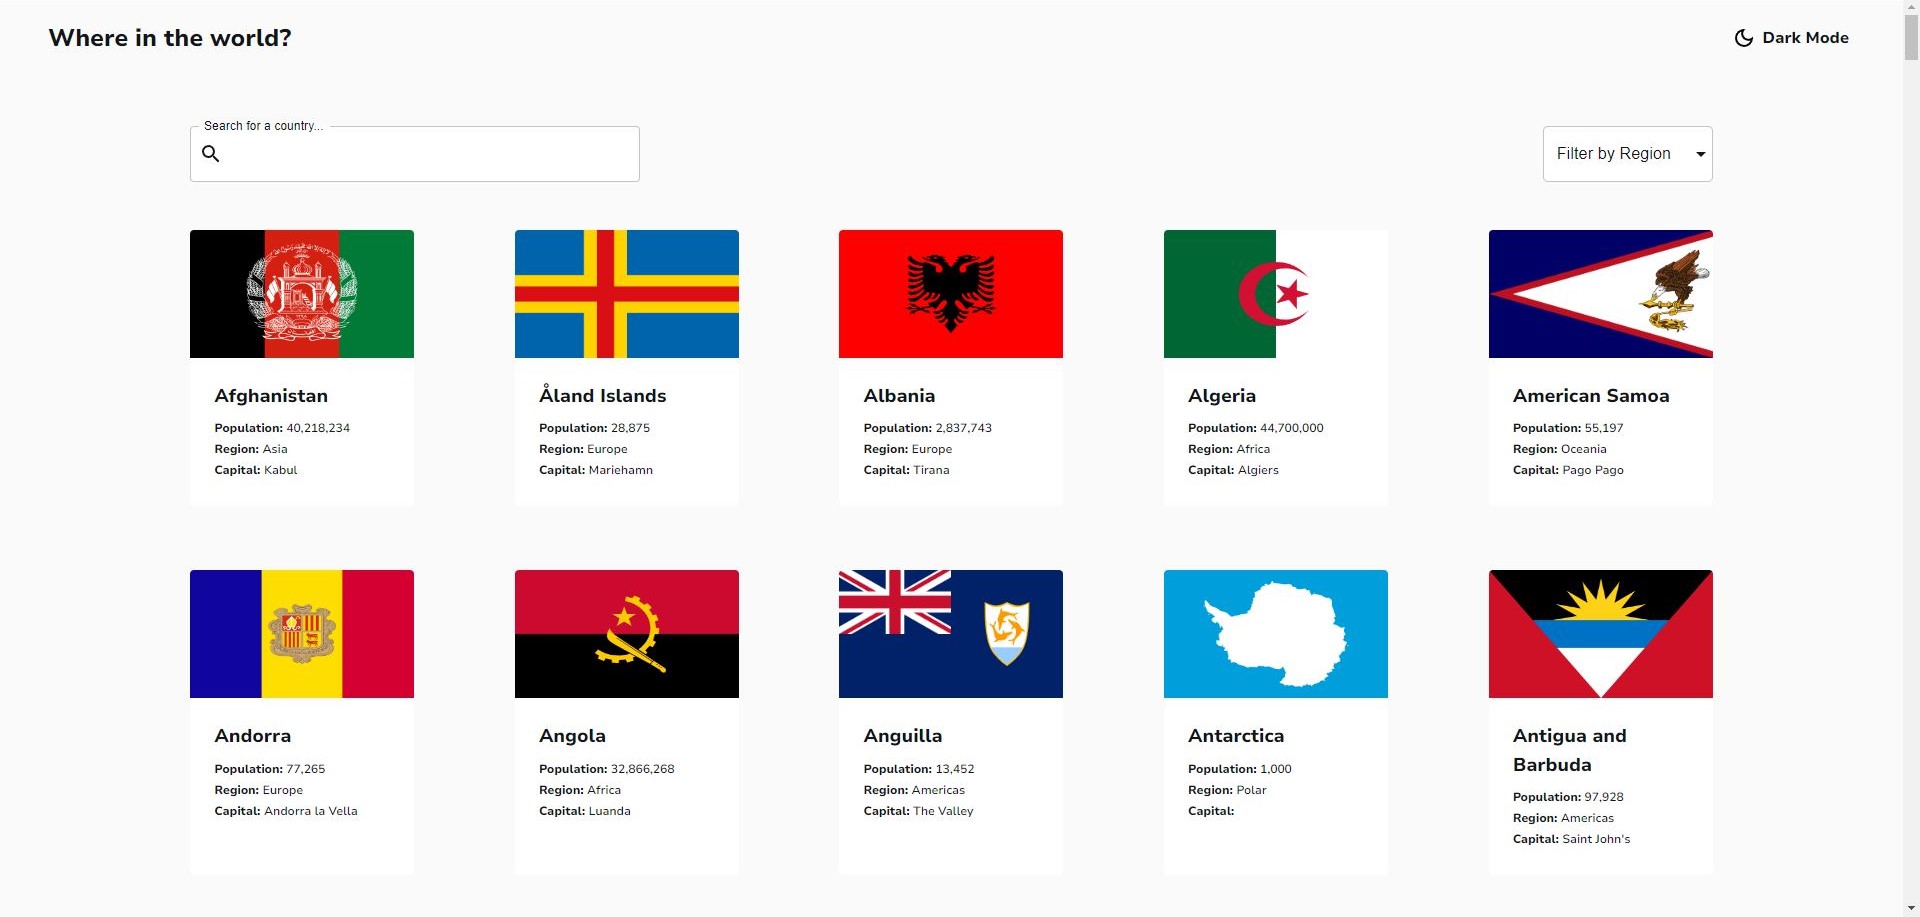 Where in the world?
Dark Mode
Search for a country...
Filter by Region
Afghanistan
Population: 40,218,234
Region: Asia
Capital: Kabul
Åland Islands
Population: 28,875
Region: Europe
Capital: Mariehamn
Albania
Population: 2,837,743
Region: Europe
Capital: Tirana
Algeria
Population: 44,700,000
Region: Africa
Capital: Algiers
American Samoa
Population: 55,197
Region: Oceania
Capital: Pago Pago
Andorra
Population: 77,265
Region: Europe
Capital: Andorra la Vella
Angola
Population: 32,866,268
Region: Africa
Capital: Luanda
Anguilla
Population: 13,452
Region: Americas
Capital: The Valley
Antarctica
Population: 1,000
Region: Polar
Capital:
Antigua and
Barbuda
Population: 97,928
Region: Americas
Capital: Saint John's